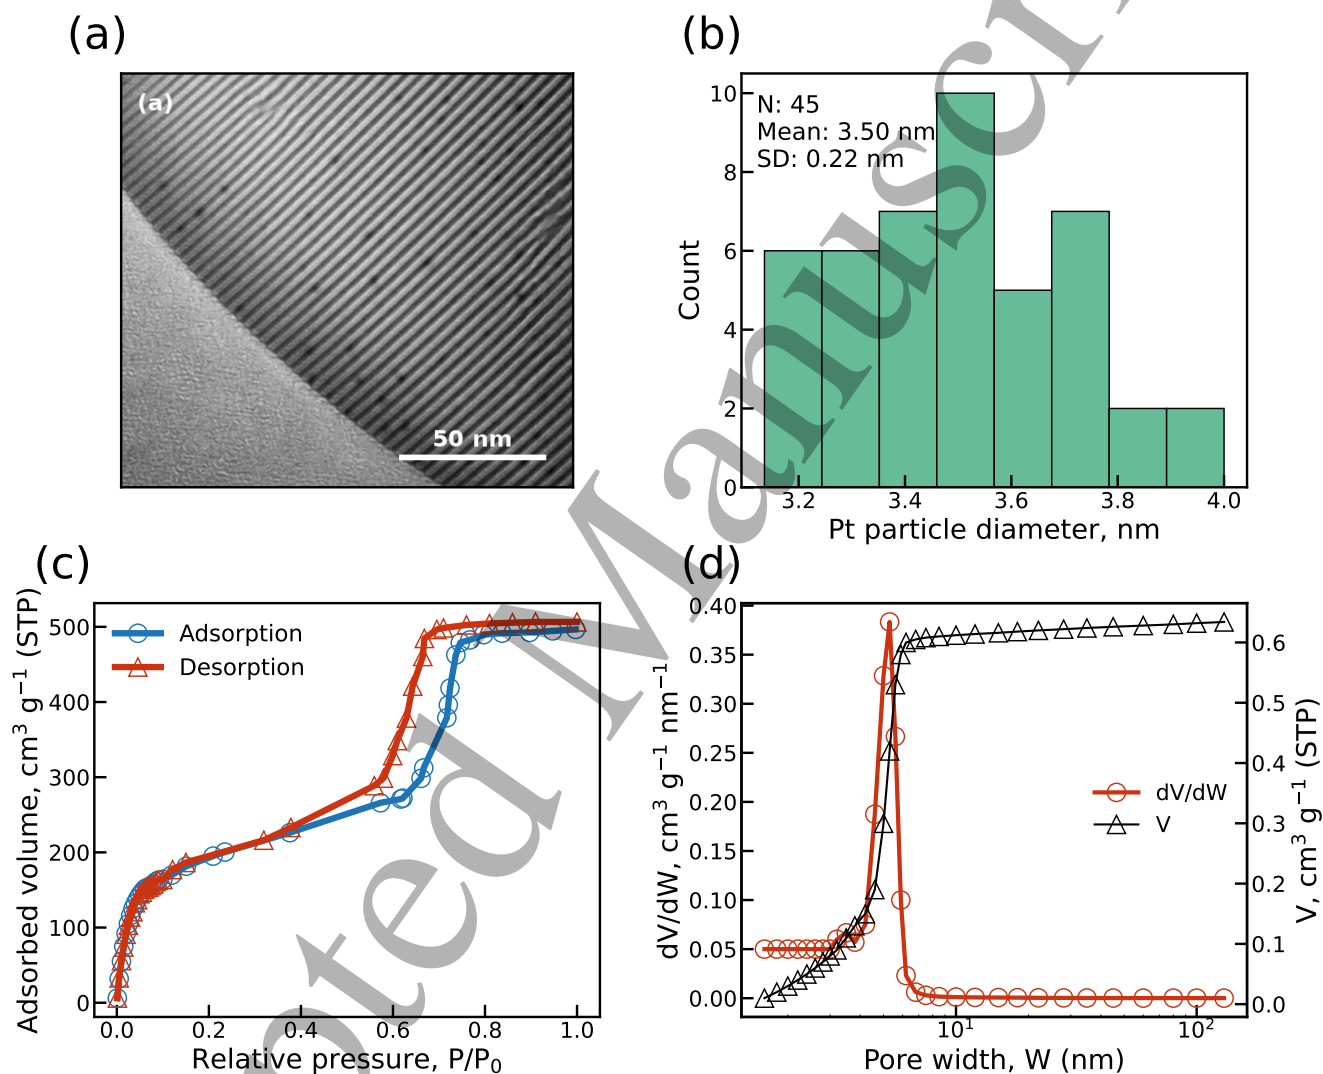 (a)
(a)
50 nm
(b)
N: 45
Mean: 3.50 nm
SD: 0.22 nm
10
8
6
4
2
0
Count
3.2 3.4 3.6 3.8 4.0
Pt particle diameter, nm
(c)
Adsorption
Desorption
500
400
300
200
100
0
Adsorbed volume, cm³ g⁻¹ (STP)
0.0 0.2 0.4 0.6 0.8 1.0
Relative pressure, P/P₀
(d)
0.40
0.35
0.30
0.25
0.20
0.15
0.10
0.05
0.00
dV/dW, cm³ g⁻¹ nm⁻¹
dV/dW
V
0.6
0.5
0.4
0.3
0.2
0.1
0.0
V, cm³ g⁻¹ (STP)
10¹ 10²
Pore width, W (nm)
pted Manuscri